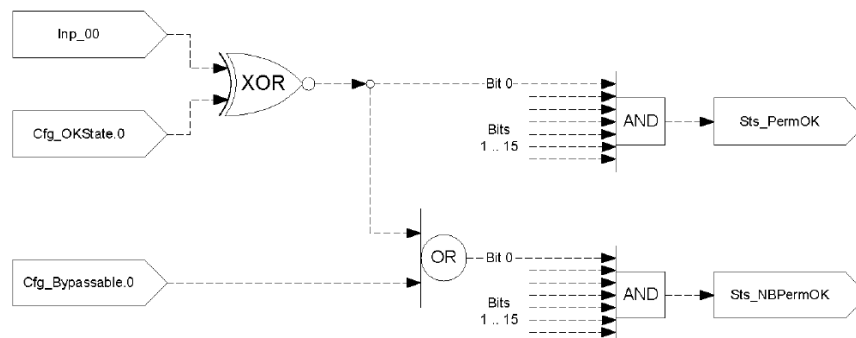 Inp_00
XOR
Cfg_OKState.0
Bit 0
Bits
1 .. 15
AND
Sts_PermOK
Cfg_Bypassable.0
OR
Bit 0
Bits
1 .. 15
AND
Sts_NBPermOK